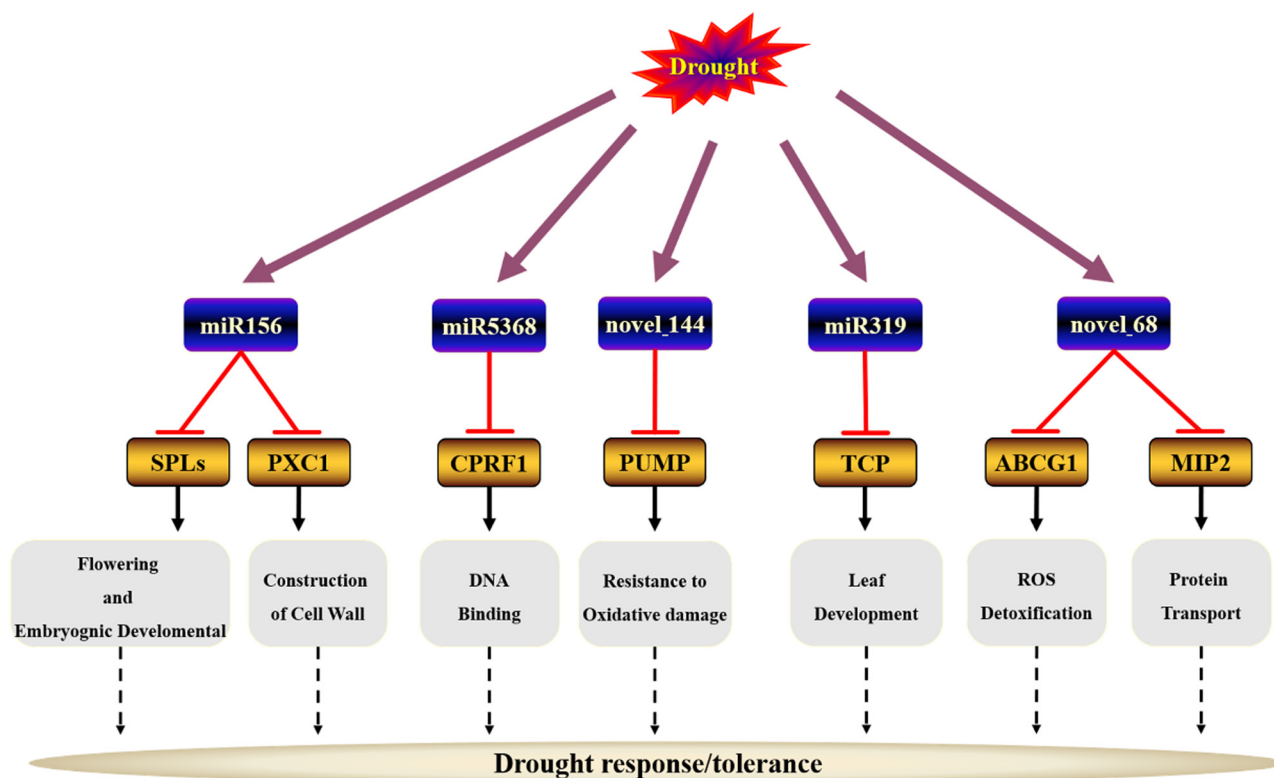 Drought
miR156
miR5368
novel_144
miR319
novel_68
SPLs
PXC1
CPRF1
PUMP
TCP
ABCG1
MIP2
Flowering
and
Embryognic Develomental
Construction
of Cell Wall
DNA
Binding
Resistance to
Oxidative damage
Leaf
Development
ROS
Detoxification
Protein
Transport
Drought response/tolerance